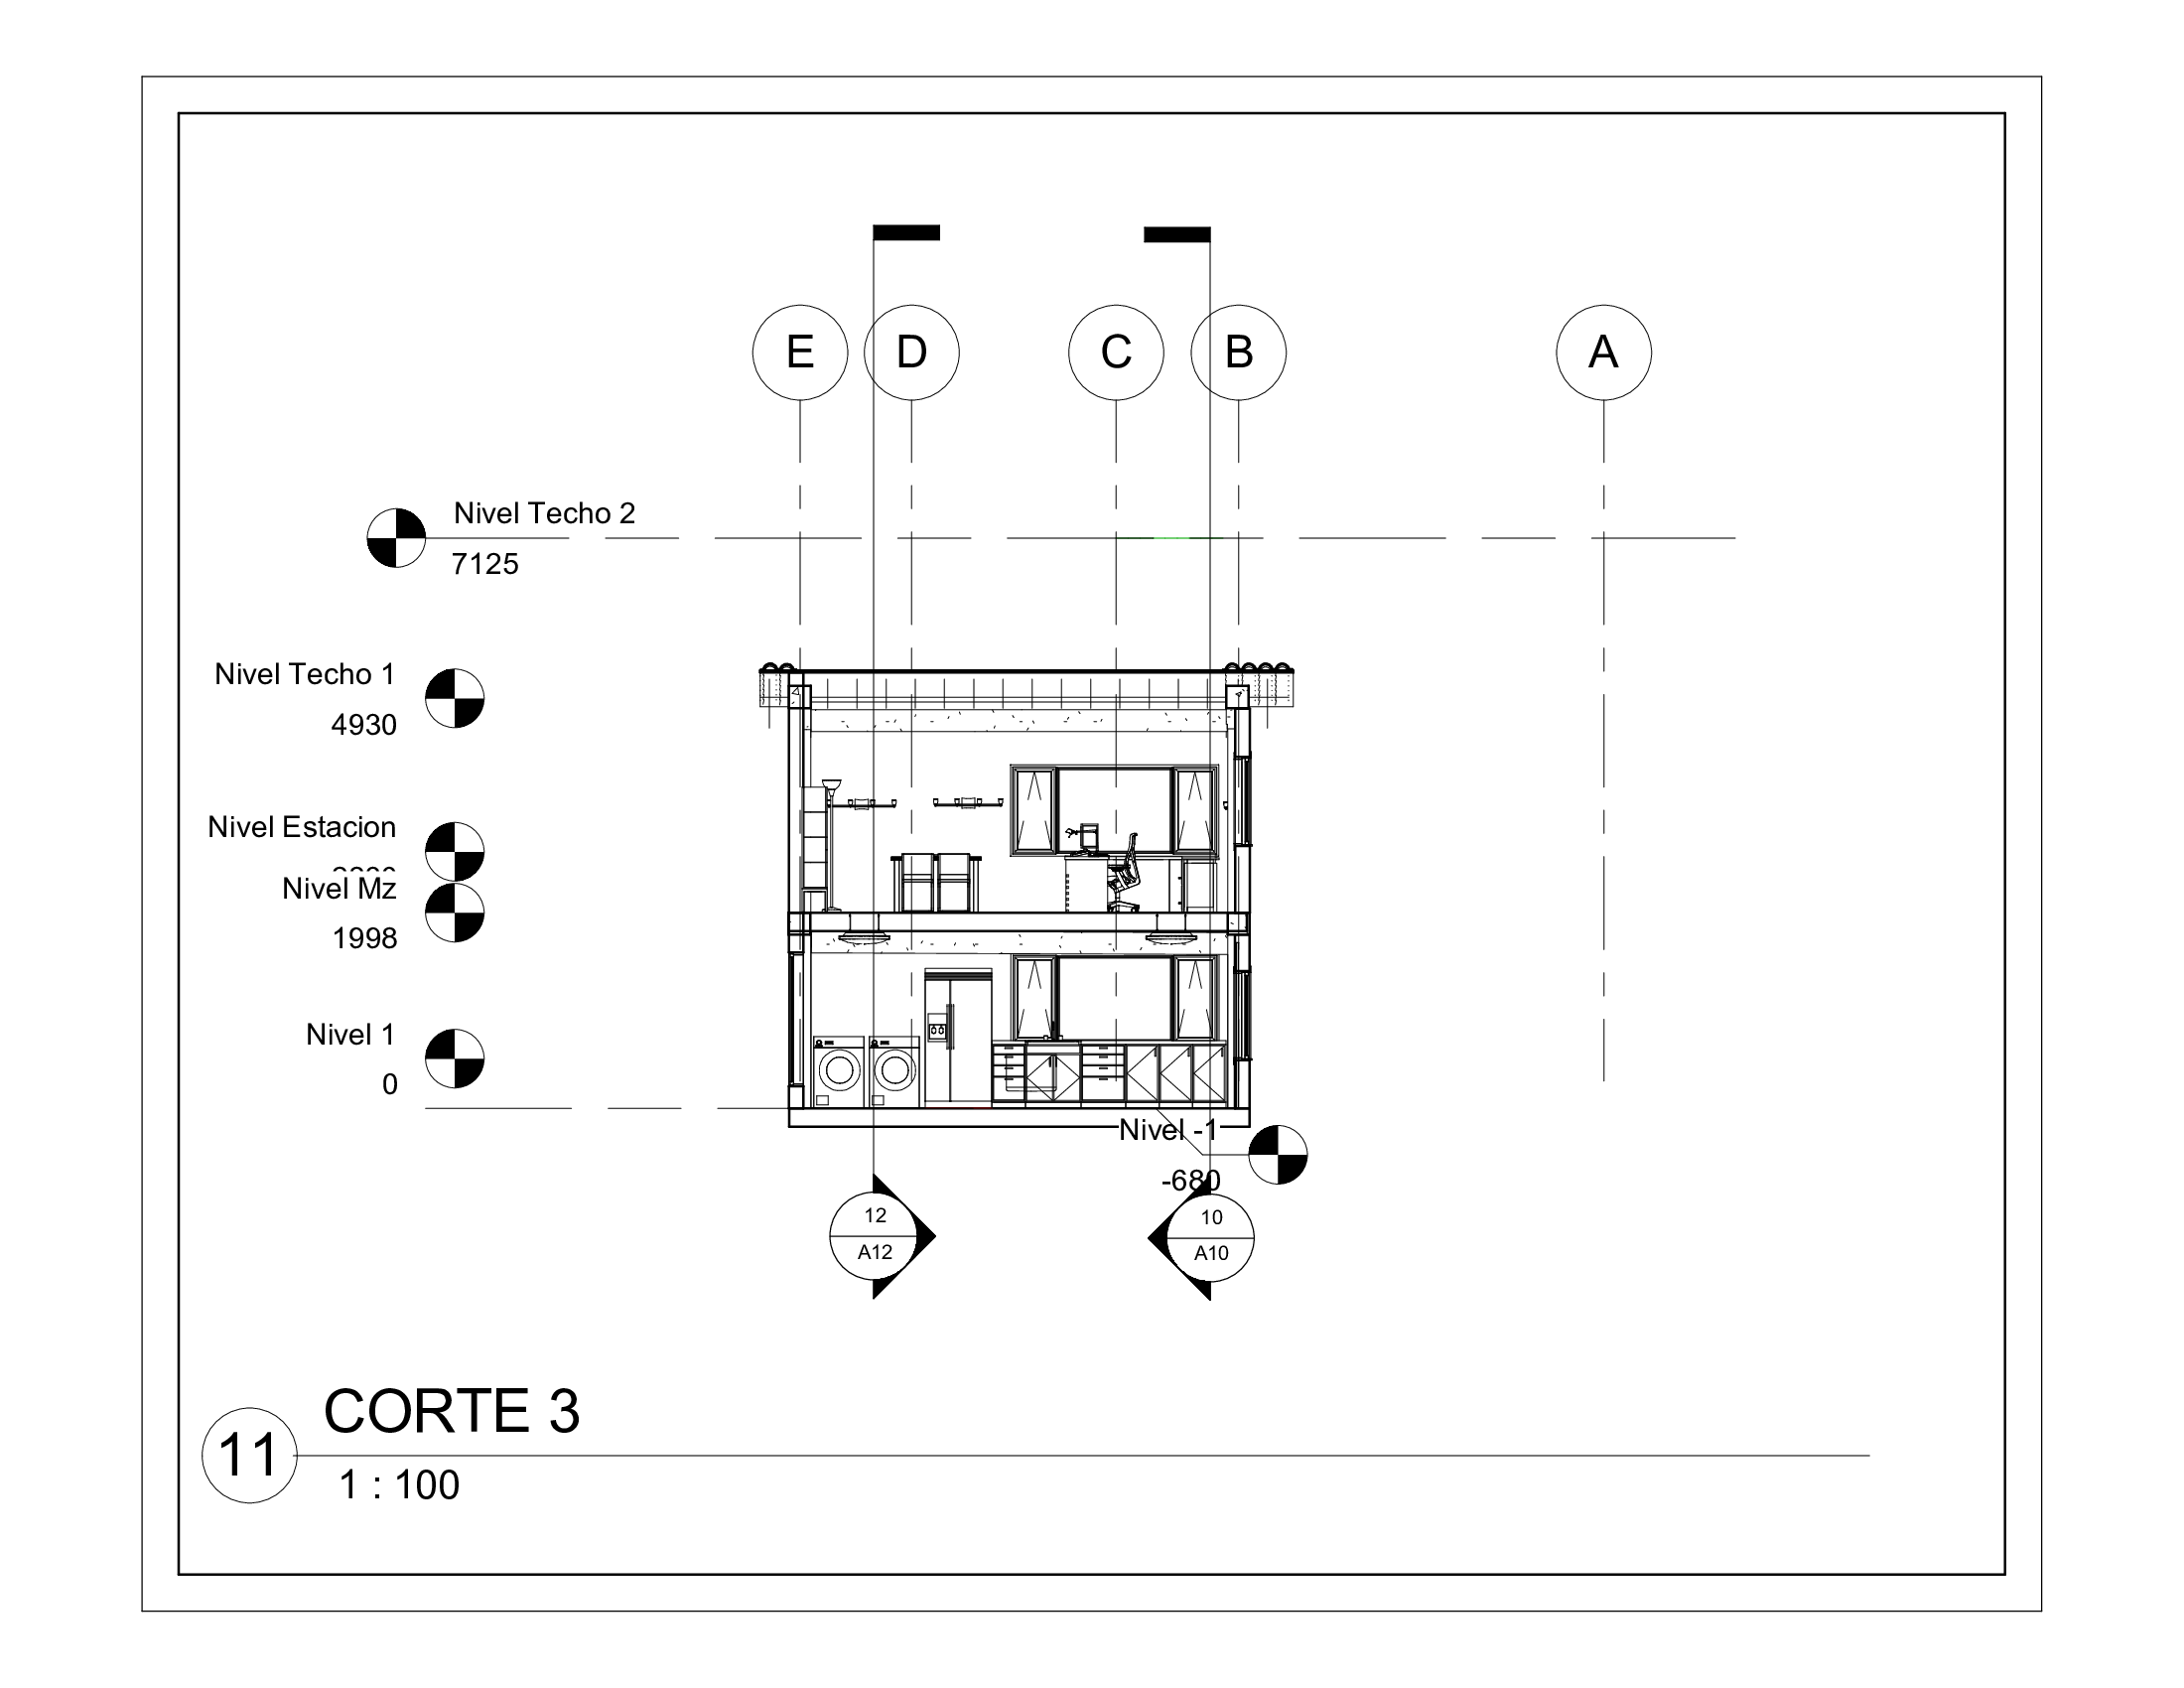 E D C B A
Nivel Techo 2
7125
Nivel Techo 1
4930
Nivel Estacion
Nivel Mz
1998
Nivel 1
0
Nivel -1
-680
12
A12
10
A10
CORTE 3
11
1 : 100